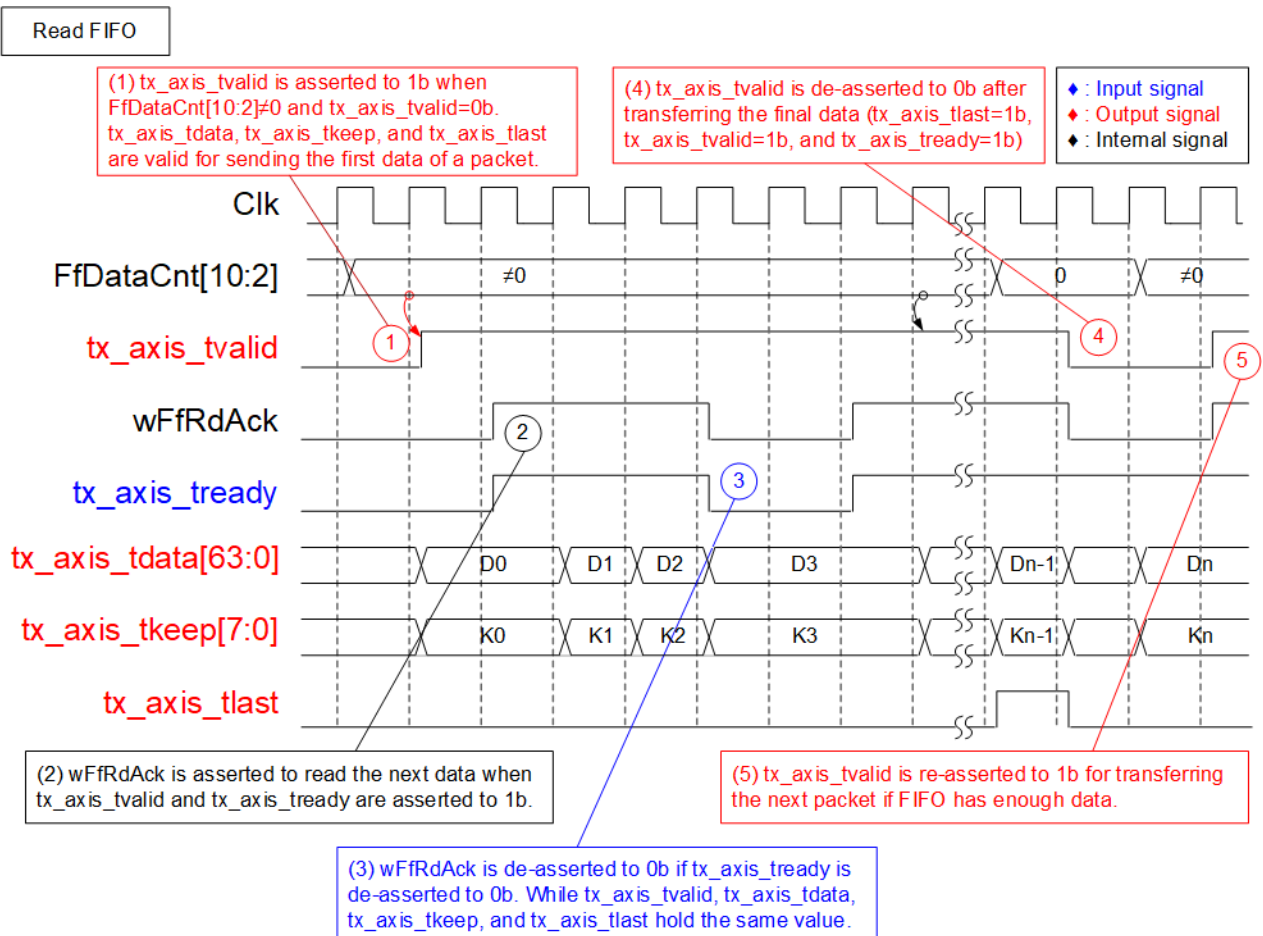 Read FIFO
(1) tx_axis_tvalid is asserted to 1b when
FfDataCnt[10:2]≠0 and tx_axis_tvalid=0b.
tx_axis_tdata, tx_axis_tkeep, and tx_axis_tlast
are valid for sending the first data of a packet.
(4) tx_axis_tvalid is de-asserted to 0b after
transferring the final data (tx_axis_tlast=1b,
tx_axis_tvalid=1b, and tx_axis_tready=1b)
♦ : Input signal
♦ : Output signal
♦ : Internal signal
Clk
FfDataCnt[10:2] ≠0 0 ≠0
tx_axis_tvalid 1 4
5
wFfRdAck 2
tx_axis_tready 3
tx_axis_tdata[63:0] D0 D1 D2 D3 Dn-1 Dn
tx_axis_tkeep[7:0] K0 K1 K2 K3 Kn-1 Kn
tx_axis_tlast
(2) wFfRdAck is asserted to read the next data when
tx_axis_tvalid and tx_axis_tready are asserted to 1b.
(5) tx_axis_tvalid is re-asserted to 1b for transferring
the next packet if FIFO has enough data.
(3) wFfRdAck is de-asserted to 0b if tx_axis_tready is
de-asserted to 0b. While tx_axis_tvalid, tx_axis_tdata,
tx_axis_tkeep, and tx_axis_tlast hold the same value.